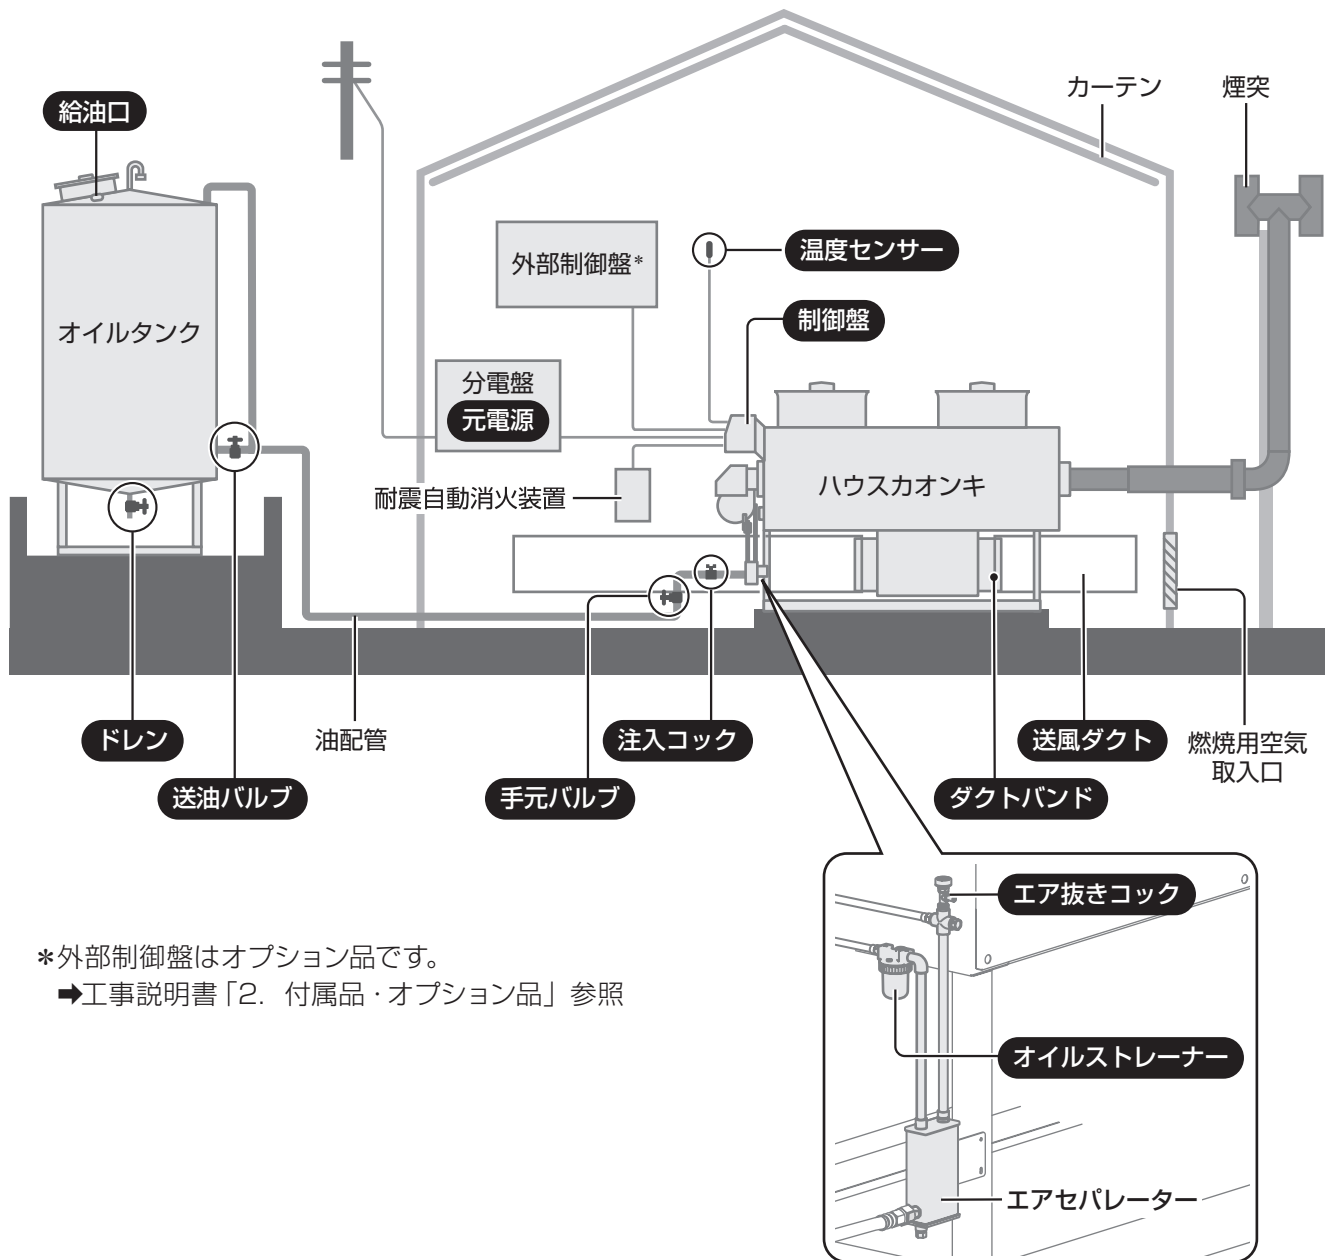 カーテン
煙突
給油口
温度センサー
外部制御盤*
制御盤
オイルタンク
分電盤
元電源
ハウスカオンキ
耐震自動消火装置
ドレン
油配管
注入コック
送風ダクト
燃焼用空気
取入口
送油バルブ
手元バルブ
ダクトバンド
エア抜きコック
*外部制御盤はオプション品です。
➡工事説明書「2. 付属品・オプション品」参照
オイルストレーナー
エアセパレーター